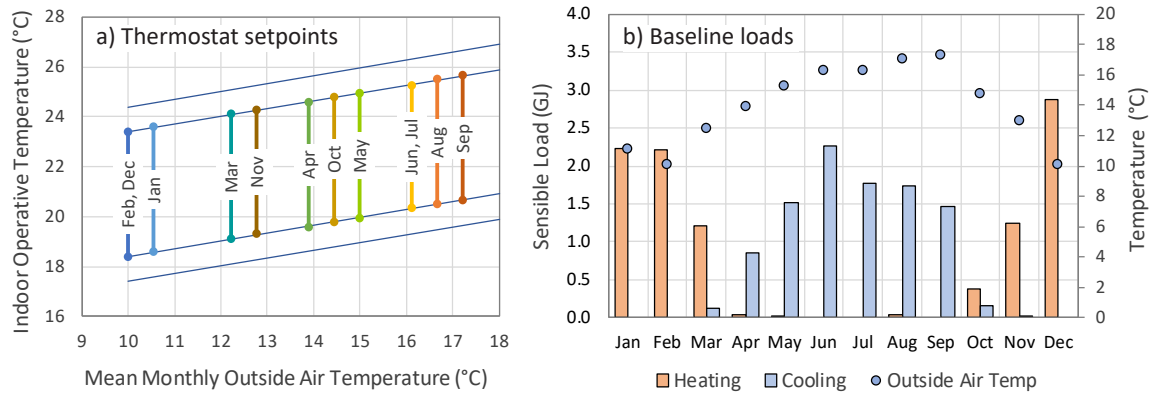 a) Thermostat setpoints
Indoor Operative Temperature (°C)
28
26
24
22
20
18
16
Feb, Dec
Jan
Mar
Nov
Apr
Oct
May
Jun, Jul
Aug
Sep
9 10 11 12 13 14 15 16 17 18
Mean Monthly Outside Air Temperature (°C)
b) Baseline loads
Sensible Load (GJ)
4.0
3.5
3.0
2.5
2.0
1.5
1.0
0.5
0.0
20
18
16
14
12
10
8
6
4
2
0
Temperature (°C)
Jan Feb Mar Apr May Jun Jul Aug Sep Oct Nov Dec
Heating Cooling Outside Air Temp